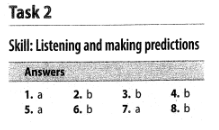 Task 2
Skill: Listening and making predictions
Answers
1. a 2. b 3. b 4. b
5. a 6. b 7. a 8. b